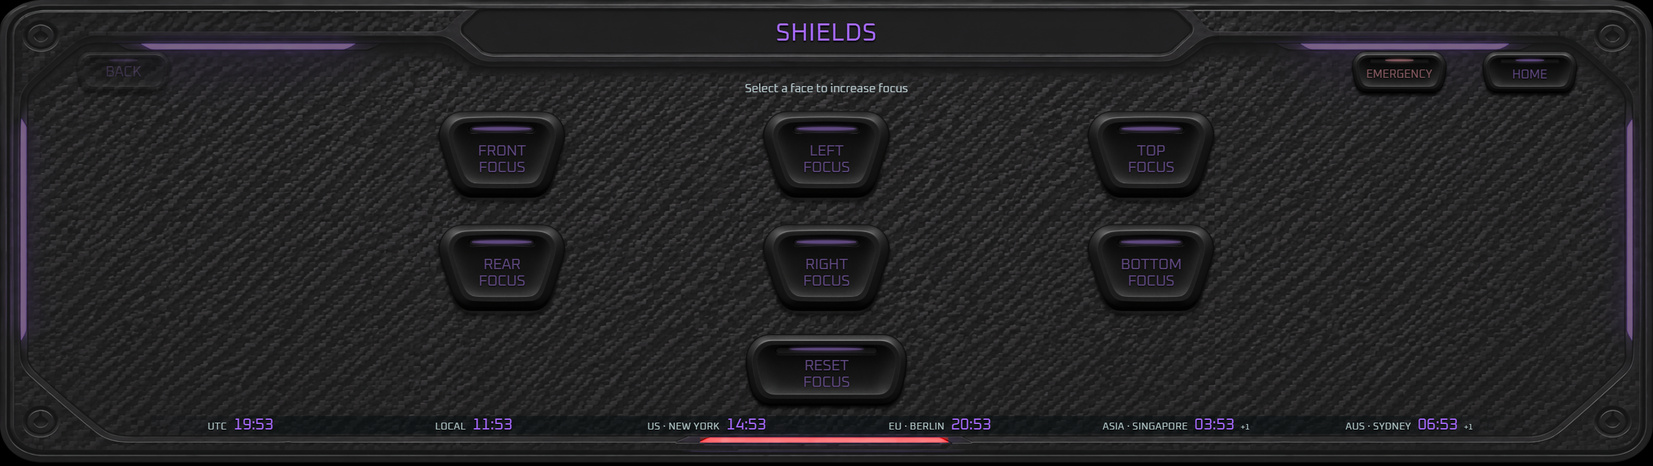 SHIELDS
BACK
EMERGENCY
HOME
Select a face to increase focus
FRONT
FOCUS
LEFT
FOCUS
TOP
FOCUS
REAR
FOCUS
RIGHT
FOCUS
BOTTOM
FOCUS
RESET
FOCUS
UTC 19:53
LOCAL 11:53
US · NEW YORK 14:53
EU · BERLIN 20:53
ASIA · SINGAPORE 03:53 +1
AUS · SYDNEY 06:53 +1